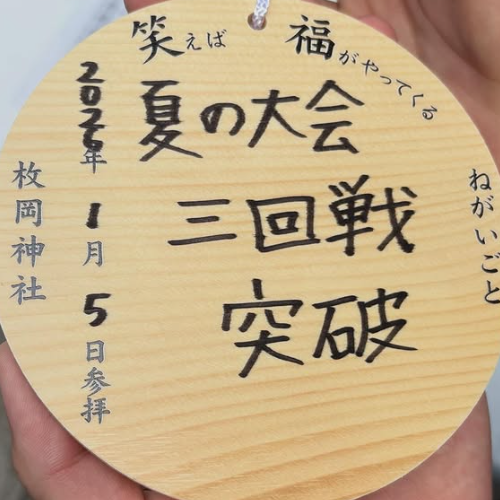 笑えば 福がやってくる
ねがいごと
夏の大会
三回戦
突破
2026年1月5日参拝
枚岡神社